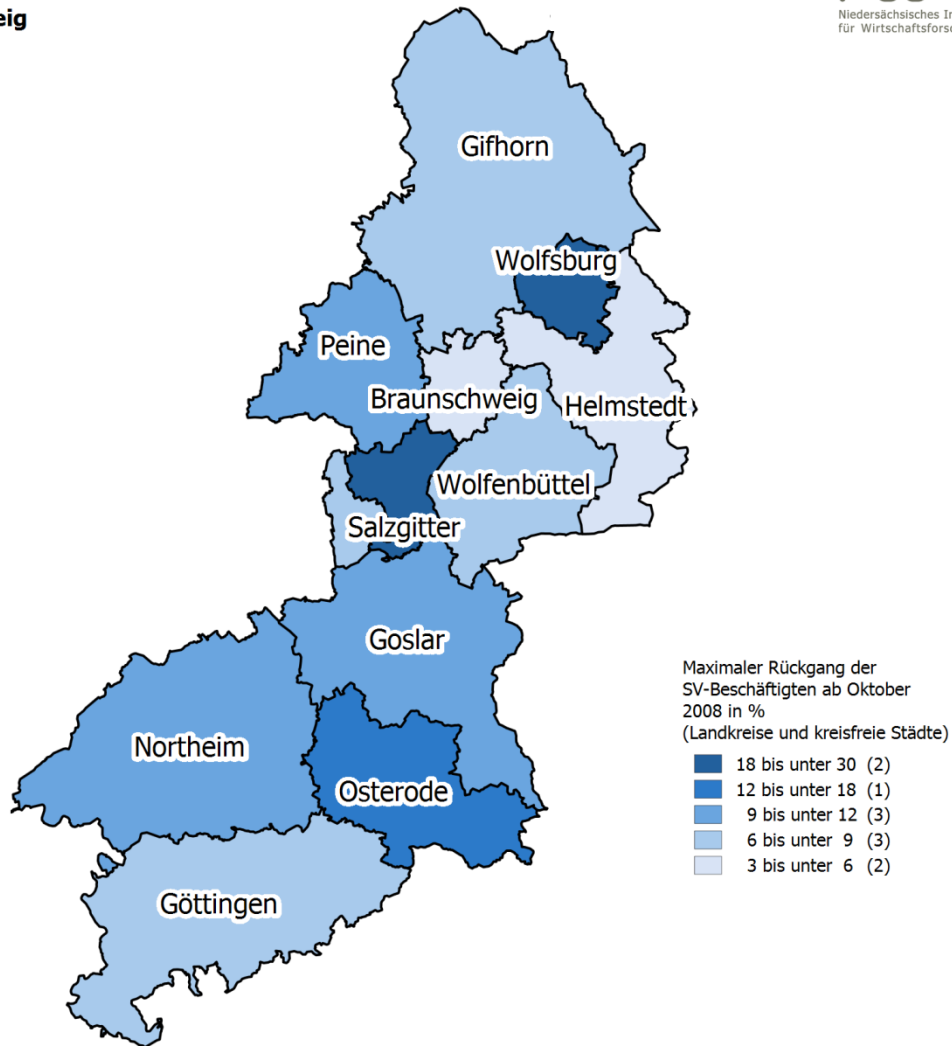 Niedersächsisches
für
Gifhorn
Wolfsburg
Peine
Braunschweig
Helmstedt
Wolfenbüttel
Salzgitter
Goslar
Northeim
Osterode
Göttingen
Maximaler Rückgang der
SV-Beschäftigten ab Oktober
2008 in %
(Landkreise und kreisfreie Städte)
18 bis unter 30 (2)
12 bis unter 18 (1)
9 bis unter 12 (3)
6 bis unter 9 (3)
3 bis unter 6 (2)